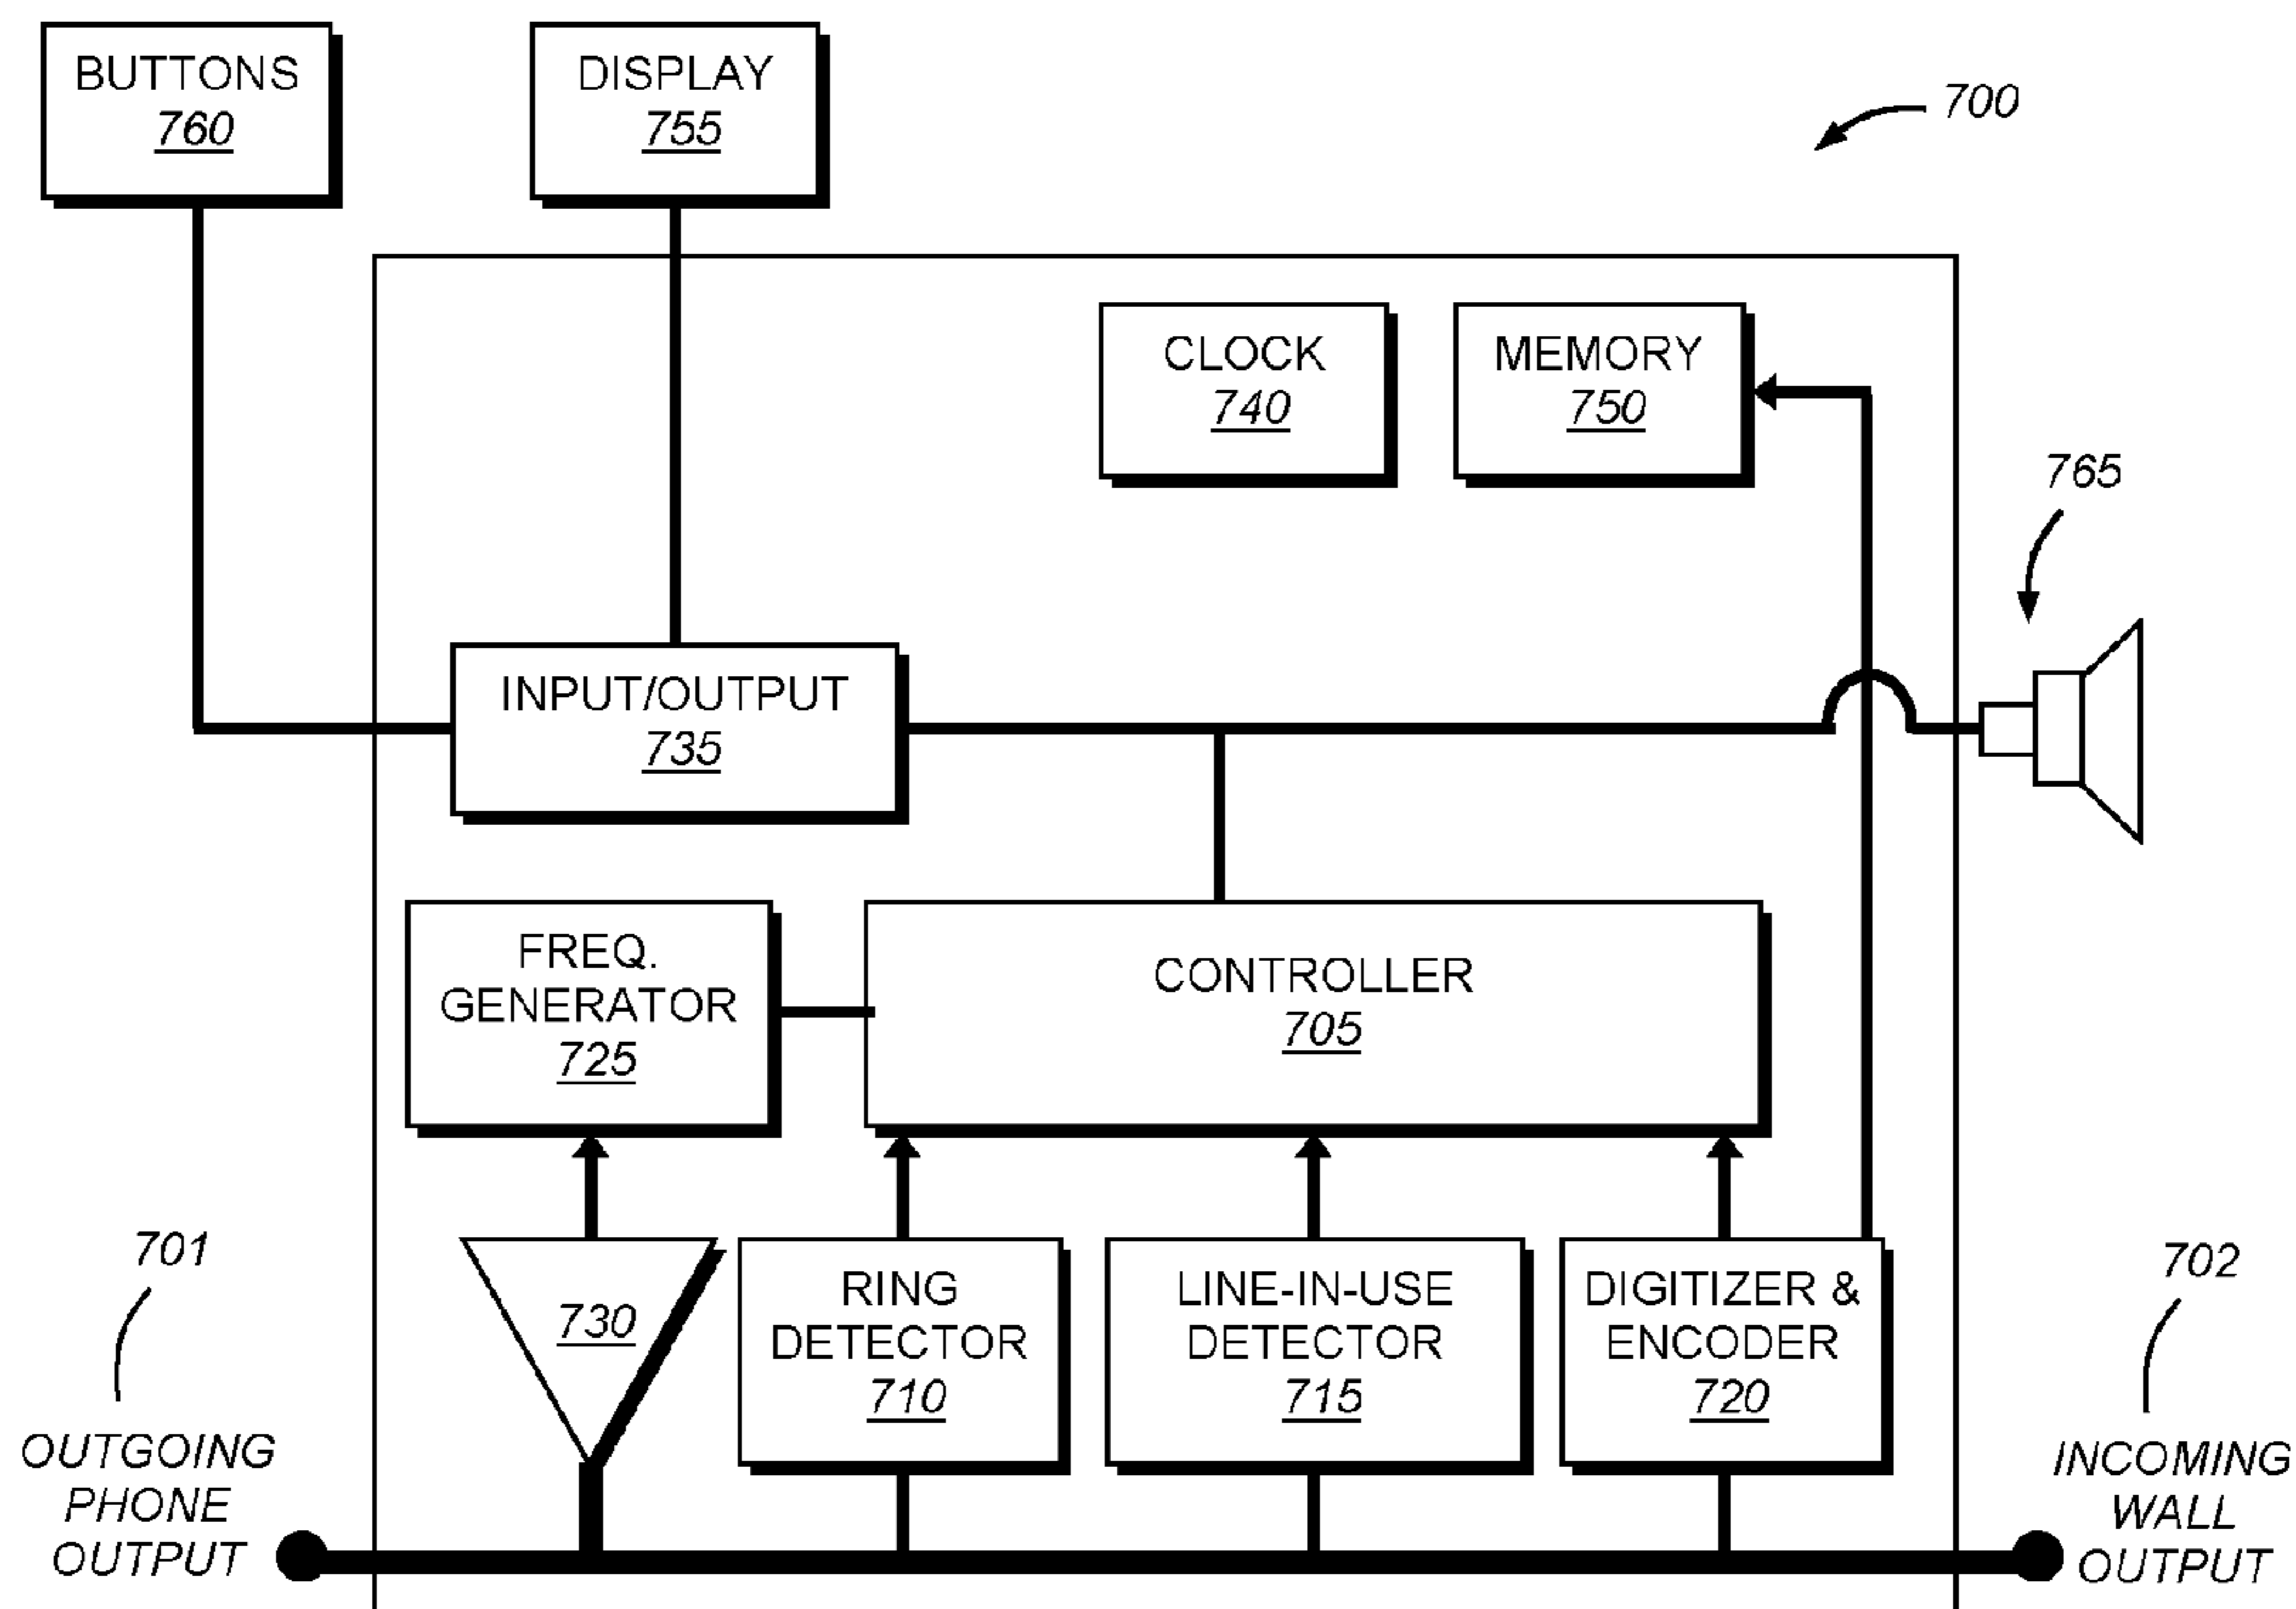 BUTTONS
760
DISPLAY
755
700
CLOCK
740
MEMORY
750
765
INPUT/OUTPUT
735
FREQ.
GENERATOR
725
CONTROLLER
705
701
730
RING
DETECTOR
710
LINE-IN-USE
DETECTOR
715
DIGITIZER &
ENCODER
720
702
OUTGOING
PHONE
OUTPUT
INCOMING
WALL
OUTPUT